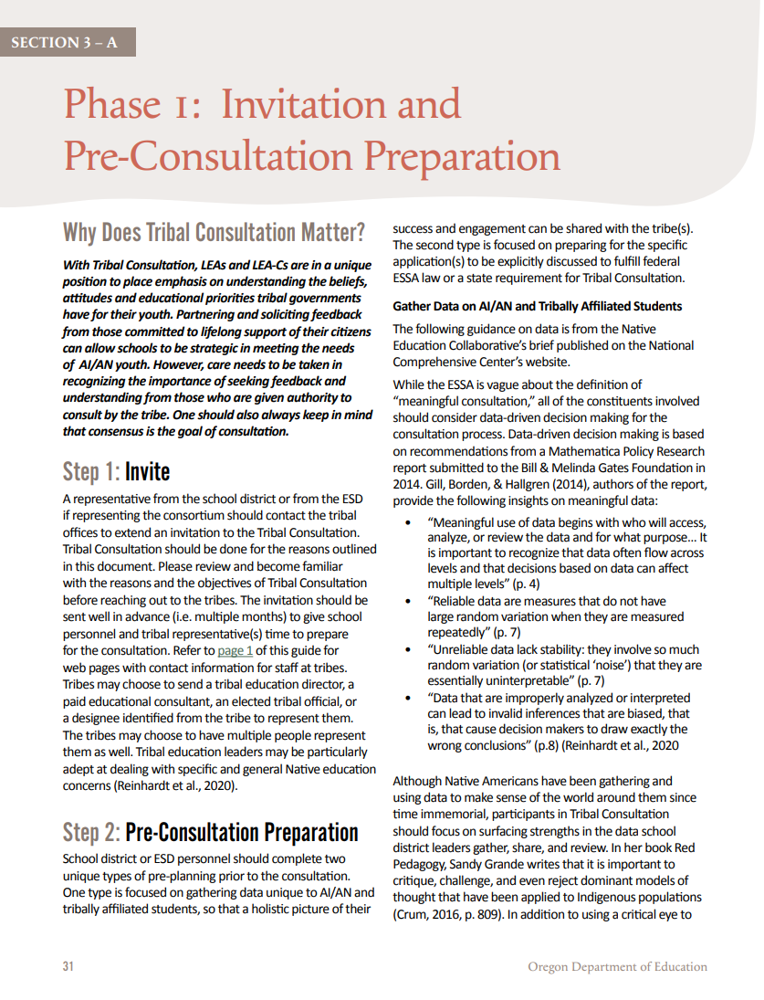 SECTION 3 – A
Phase 1:  Invitation and
Pre-Consultation Preparation
Why Does Tribal Consultation Matter?
With Tribal Consultation, LEAs and LEA-Cs are in a unique
position to place emphasis on understanding the beliefs,
attitudes and educational priorities tribal governments
have for their youth. Partnering and soliciting feedback
from those committed to lifelong support of their citizens
can allow schools to be strategic in meeting the needs
of  AI/AN youth. However, care needs to be taken in
recognizing the importance of seeking feedback and
understanding from those who are given authority to
consult by the tribe. One should also always keep in mind
that consensus is the goal of consultation.
Step 1: Invite
A representative from the school district or from the ESD
if representing the consortium should contact the tribal
offices to extend an invitation to the Tribal Consultation.
Tribal Consultation should be done for the reasons outlined
in this document. Please review and become familiar
with the reasons and the objectives of Tribal Consultation
before reaching out to the tribes. The invitation should be
sent well in advance (i.e. multiple months) to give school
personnel and tribal representative(s) time to prepare
for the consultation. Refer to page 1 of this guide for
web pages with contact information for staff at tribes.
Tribes may choose to send a tribal education director, a
paid educational consultant, an elected tribal official, or
a designee identified from the tribe to represent them.
The tribes may choose to have multiple people represent
them as well. Tribal education leaders may be particularly
adept at dealing with specific and general Native education
concerns (Reinhardt et al., 2020).
Step 2: Pre-Consultation Preparation
School district or ESD personnel should complete two
unique types of pre-planning prior to the consultation.
One type is focused on gathering data unique to AI/AN and
tribally affiliated students, so that a holistic picture of their
success and engagement can be shared with the tribe(s).
The second type is focused on preparing for the specific
application(s) to be explicitly discussed to fulfill federal
ESSA law or a state requirement for Tribal Consultation.
Gather Data on AI/AN and Tribally Affiliated Students
The following guidance on data is from the Native
Education Collaborative's brief published on the National
Comprehensive Center's website.
While the ESSA is vague about the definition of
“meaningful consultation,” all of the constituents involved
should consider data-driven decision making for the
consultation process. Data-driven decision making is based
on recommendations from a Mathematica Policy Research
report submitted to the Bill & Melinda Gates Foundation in
2014. Gill, Borden, & Hallgren (2014), authors of the report,
provide the following insights on meaningful data:
• “Meaningful use of data begins with who will access,
analyze, or review the data and for what purpose... It
is important to recognize that data often flow across
levels and that decisions based on data can affect
multiple levels” (p. 4)
• “Reliable data are measures that do not have
large random variation when they are measured
repeatedly” (p. 7)
• “Unreliable data lack stability: they involve so much
random variation (or statistical ‘noise’) that they are
essentially uninterpretable” (p. 7)
• “Data that are improperly analyzed or interpreted
can lead to invalid inferences that are biased, that
is, that cause decision makers to draw exactly the
wrong conclusions” (p.8) (Reinhardt et al., 2020
Although Native Americans have been gathering and
using data to make sense of the world around them since
time immemorial, participants in Tribal Consultation
should focus on surfacing strengths in the data school
district leaders gather, share, and review. In her book Red
Pedagogy, Sandy Grande writes that it is important to
critique, challenge, and even reject dominant models of
thought that have been applied to Indigenous populations
(Crum, 2016, p. 809). In addition to using a critical eye to
31
Oregon Department of Education